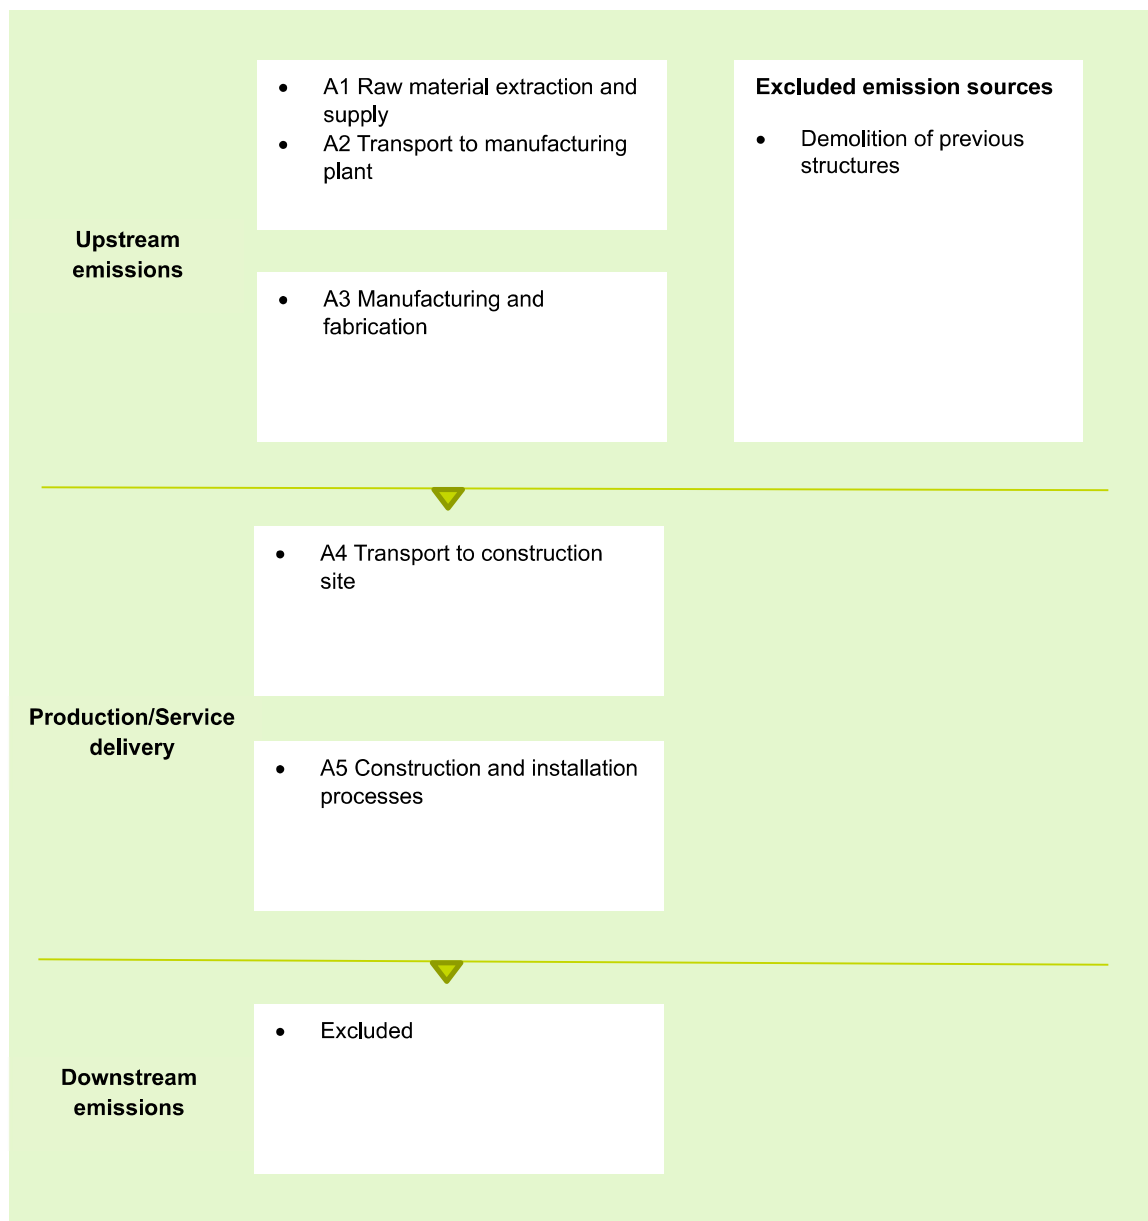 • A1 Raw material extraction and
supply
• A2 Transport to manufacturing
plant
Excluded emission sources
• Demolition of previous
structures
Upstream
emissions
• A3 Manufacturing and
fabrication
• A4 Transport to construction
site
Production/Service
delivery
• A5 Construction and installation
processes
• Excluded
Downstream
emissions